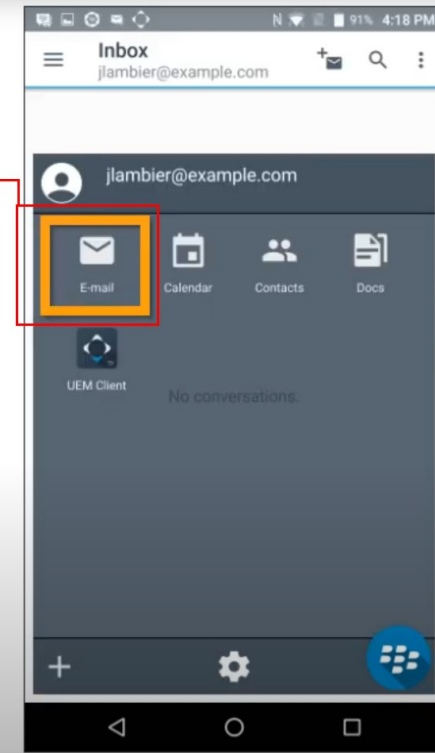 N 91% 4:18 PM
Inbox
jlambier@example.com
jlambier@example.com
E-mail Calendar Contacts Docs
UEM Client
No conversations.